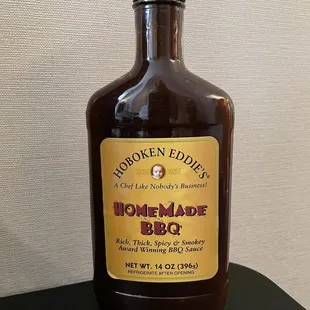 HOBOKEN EDDIE'S
A Chef Like Nobody's Business!
HOMEMADE
BBQ
Rich, Thick, Spicy & Smokey
Award Winning BBQ Sauce
NET WT. 14 OZ (396g)
REFRIGERATE AFTER OPENING